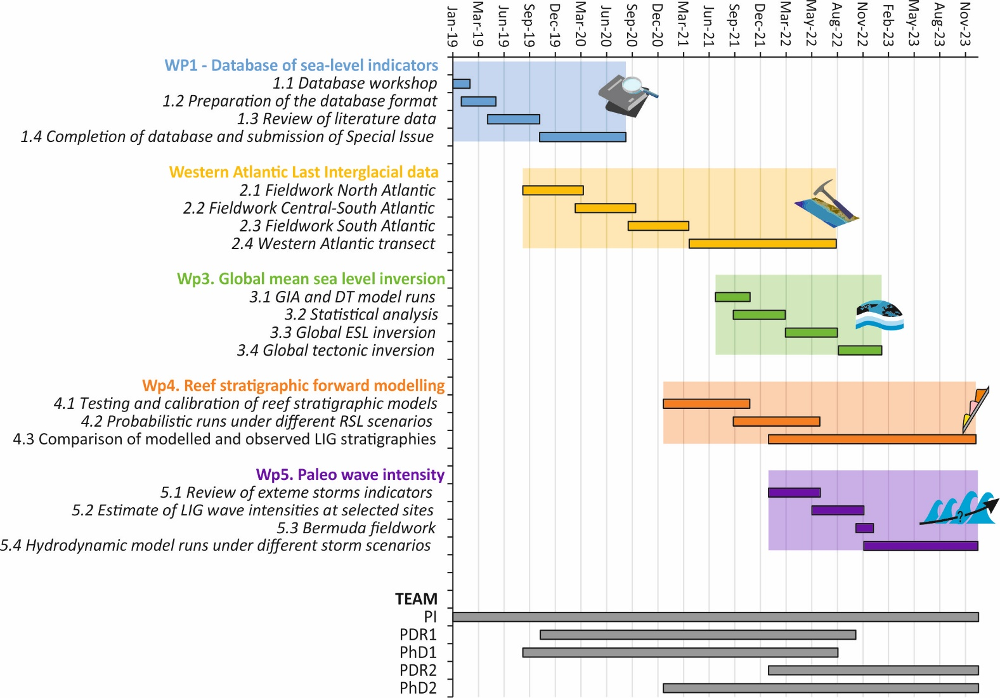 Jan-19
Mar-19
Jun-19
Sep-19
Dec-19
Mar-20
Jun-20
Sep-20
Dec-20
Mar-21
Jun-21
Sep-21
Dec-21
Mar-22
May-22
Aug-22
Nov-22
Feb-23
May-23
Aug-23
Nov-23
WP1 - Database of sea-level indicators
1.1 Database workshop
1.2 Preparation of the database format
1.3 Review of literature data
1.4 Completion of database and submission of Special Issue
Western Atlantic Last Interglacial data
2.1 Fieldwork North Atlantic
2.2 Fieldwork Central-South Atlantic
2.3 Fieldwork South Atlantic
2.4 Western Atlantic transect
Wp3. Global mean sea level inversion
3.1 GIA and DT model runs
3.2 Statistical analysis
3.3 Global ESL inversion
3.4 Global tectonic inversion
Wp4. Reef stratigraphic forward modelling
4.1 Testing and calibration of reef stratigraphic models
4.2 Probabilistic runs under different RSL scenarios
4.3 Comparison of modelled and observed LIG stratigraphies
Wp5. Paleo wave intensity
5.1 Review of exteme storms indicators
5.2 Estimate of LIG wave intensities at selected sites
?
5.3 Bermuda fieldwork
5.4 Hydrodynamic model runs under different storm scenarios
TEAM
PI
PDR1
PhD1
PDR2
PhD2